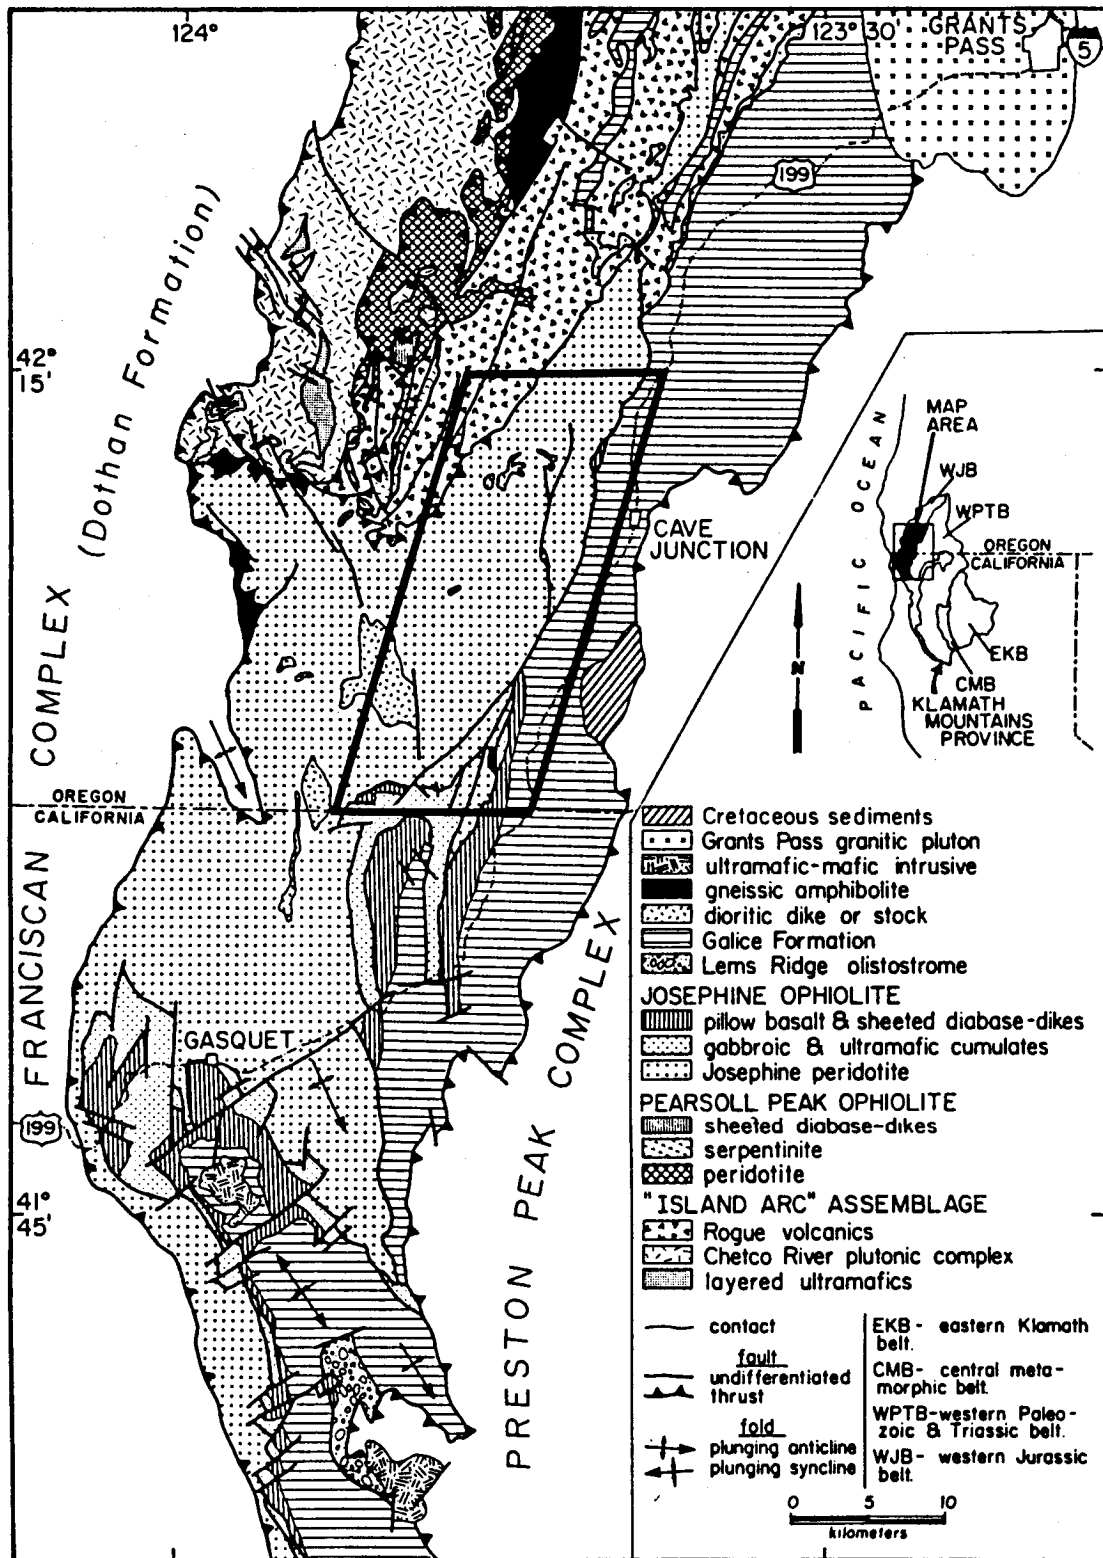 124°
123° 30'
GRANTS
PASS
5
199
42°
15'
(Dothan Formation)
FRANCISCAN COMPLEX
CAVE
JUNCTION
MAP
AREA
WJB
WPTB
OREGON
CALIFORNIA
EKB
CMB
KLAMATH
MOUNTAINS
PROVINCE
PACIFIC OCEAN
N
OREGON
CALIFORNIA
GASQUET
199
41°
45'
PRESTON PEAK COMPLEX
Cretaceous sediments
Grants Pass granitic pluton
ultramafic-mafic intrusive
gneissic amphibolite
dioritic dike or stock
Galice Formation
Lems Ridge olistostrome
JOSEPHINE OPHIOLITE
pillow basalt & sheeted diabase-dikes
gabbroic & ultramafic cumulates
Josephine peridotite
PEARSOLL PEAK OPHIOLITE
sheeted diabase-dikes
serpentinite
peridotite
"ISLAND ARC" ASSEMBLAGE
Rogue volcanics
Chetco River plutonic complex
layered ultramafics
contact
fault
undifferentiated
thrust
fold
plunging anticline
plunging syncline
EKB - eastern Klamath
belt.
CMB- central meta-
morphic belt.
WPTB-western Paleo-
zoic & Triassic belt.
WJB- western Jurassic
belt.
0 5 10
kilometers